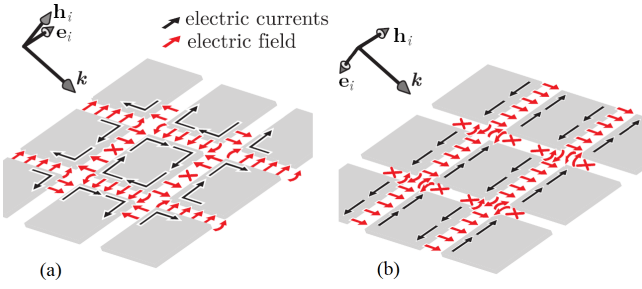 h_i
e_i
k
electric currents
electric field
h_i
e_i
k
(a)
(b)